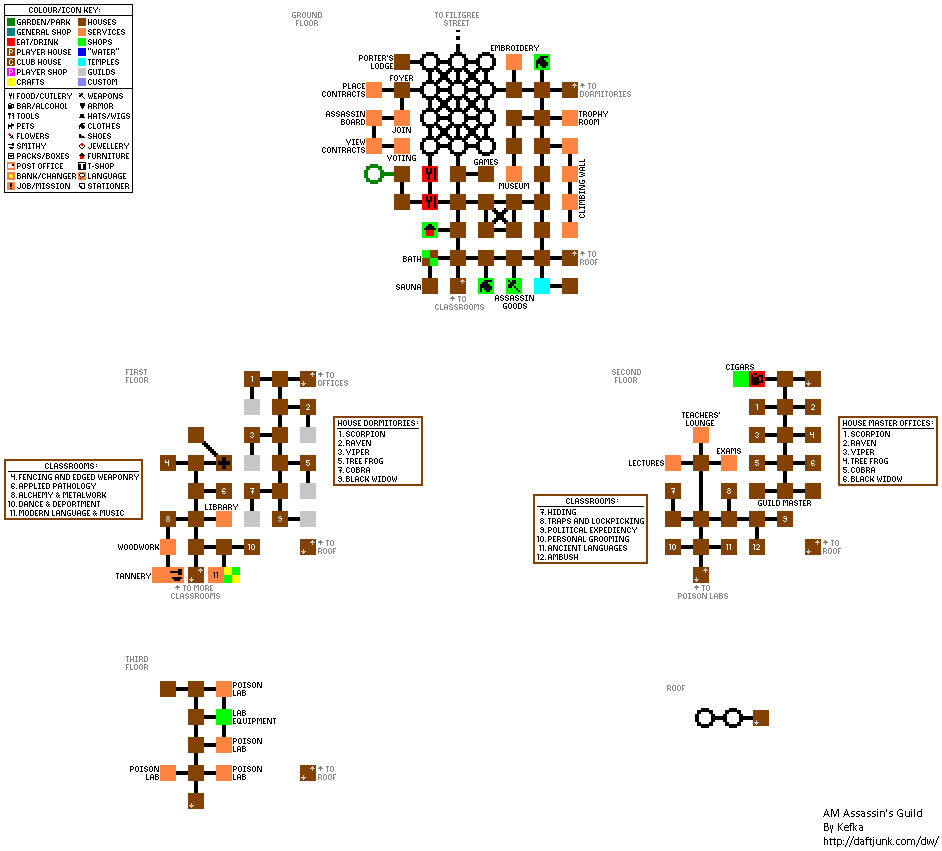 COLOUR/ICON KEY:
GARDEN/PARK
HOUSES
GENERAL SHOP
SERVICES
EAT/DRINK
SHOPS
P PLAYER HOUSE
"WATER"
C CLUB HOUSE
TEMPLES
P PLAYER SHOP
GUILDS
CRAFTS
CUSTOM
FOOD/CUTLERY
WEAPONS
BAR/ALCOHOL
ARMOR
TOOLS
HATS/WIGS
PETS
CLOTHES
FLOWERS
SHOES
SMITHY
JEWELLERY
PACKS/BOXES
FURNITURE
POST OFFICE
T T-SHOP
BANK/CHANGER
LANGUAGE
! JOB/MISSION
STATIONER
GROUND
FLOOR
TO FILIGREE
STREET
PORTER'S
LODGE
EMBROIDERY
FOYER
PLACE
CONTRACTS
↑ TO
DORMITORIES
ASSASSIN
BOARD
JOIN
TROPHY
ROOM
VIEW
CONTRACTS
VOTING
GAMES
MUSEUM
CLIMBING WALL
BATH
↑ TO
ROOF
SAUNA
↑ TO
CLASSROOMS
ASSASSIN
GOODS
FIRST
FLOOR
1
↑ TO
OFFICES
2
3
4
5
6
7
LIBRARY
8
9
WOODWORK
10
↑ TO
ROOF
TANNERY
11
↑ TO MORE
CLASSROOMS
HOUSE DORMITORIES:
1. SCORPION
2. RAVEN
3. VIPER
5. TREE FROG
7. COBRA
9. BLACK WIDOW
CLASSROOMS:
4. FENCING AND EDGED WEAPONRY
6. APPLIED PATHOLOGY
8. ALCHEMY & METALWORK
10. DANCE & DEPORTMENT
11. MODERN LANGUAGE & MUSIC
SECOND
FLOOR
CIGARS
1
2
TEACHERS'
LOUNGE
3
4
LECTURES
EXAMS
5
6
7
8
GUILD MASTER
9
10
11
12
↑ TO
ROOF
↑ TO
POISON LABS
HOUSE MASTER OFFICES:
1. SCORPION
2. RAVEN
3. VIPER
4. TREE FROG
5. COBRA
6. BLACK WIDOW
CLASSROOMS:
7. HIDING
8. TRAPS AND LOCKPICKING
9. POLITICAL EXPEDIENCY
10. PERSONAL GROOMING
11. ANCIENT LANGUAGES
12. AMBUSH
THIRD
FLOOR
POISON
LAB
LAB
EQUIPMENT
POISON
LAB
POISON
LAB
POISON
LAB
↑ TO
ROOF
ROOF
AM Assassin's Guild
By Kefka
http://daftjunk.com/dw/